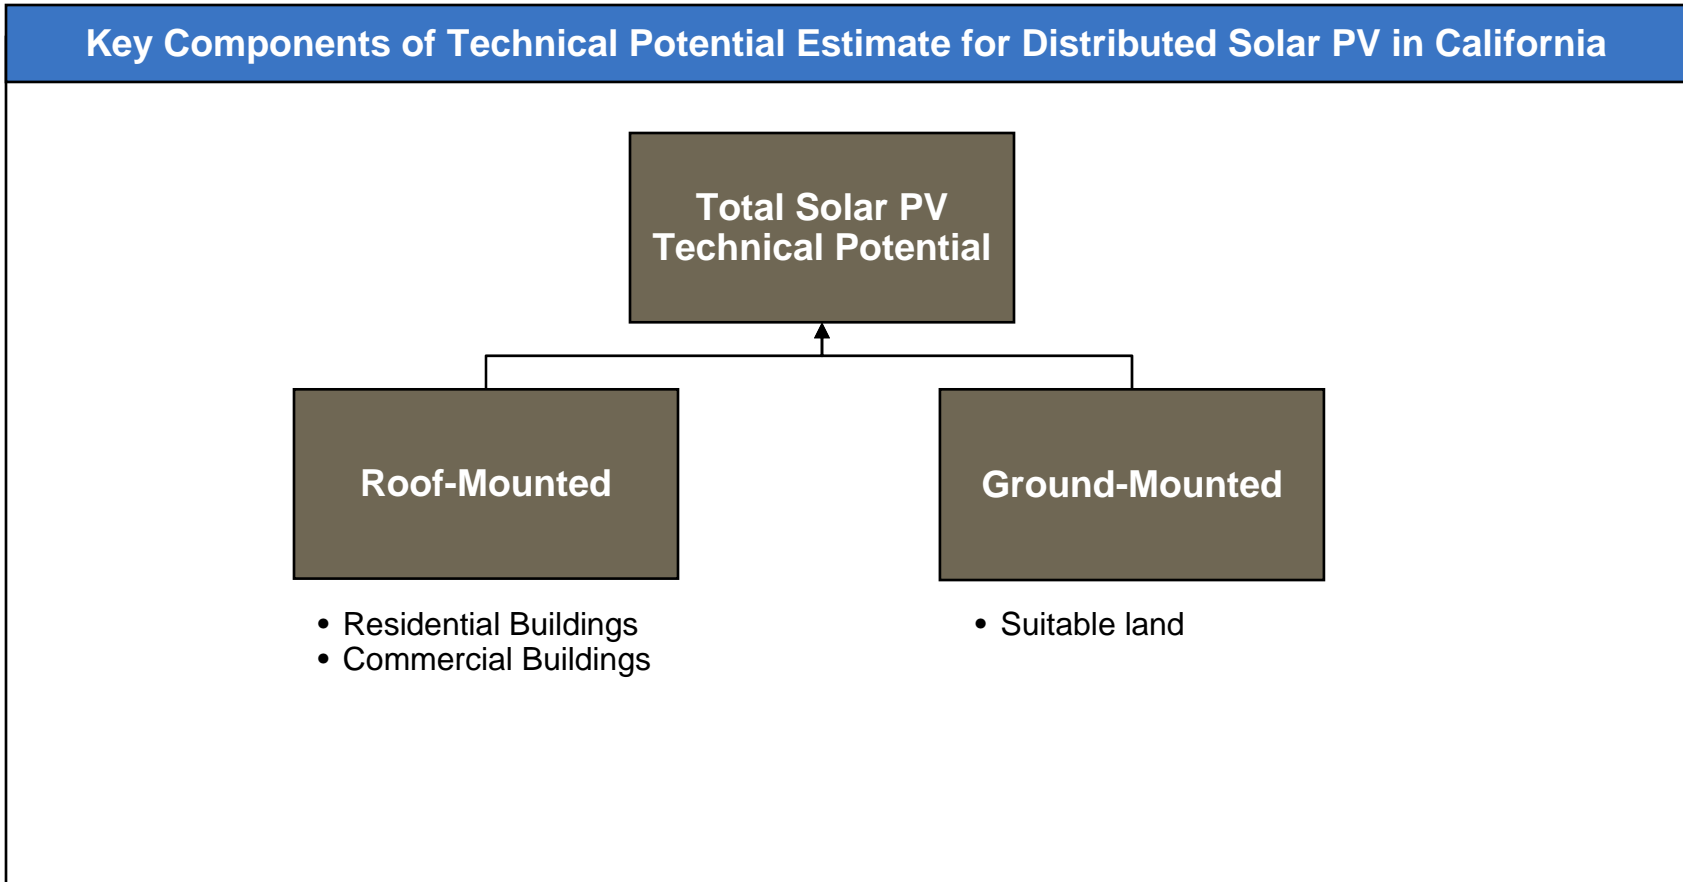 Key Components of Technical Potential Estimate for Distributed Solar PV in California
Total Solar PV
Technical Potential
Roof-Mounted
Ground-Mounted
• Residential Buildings
• Commercial Buildings
• Suitable land